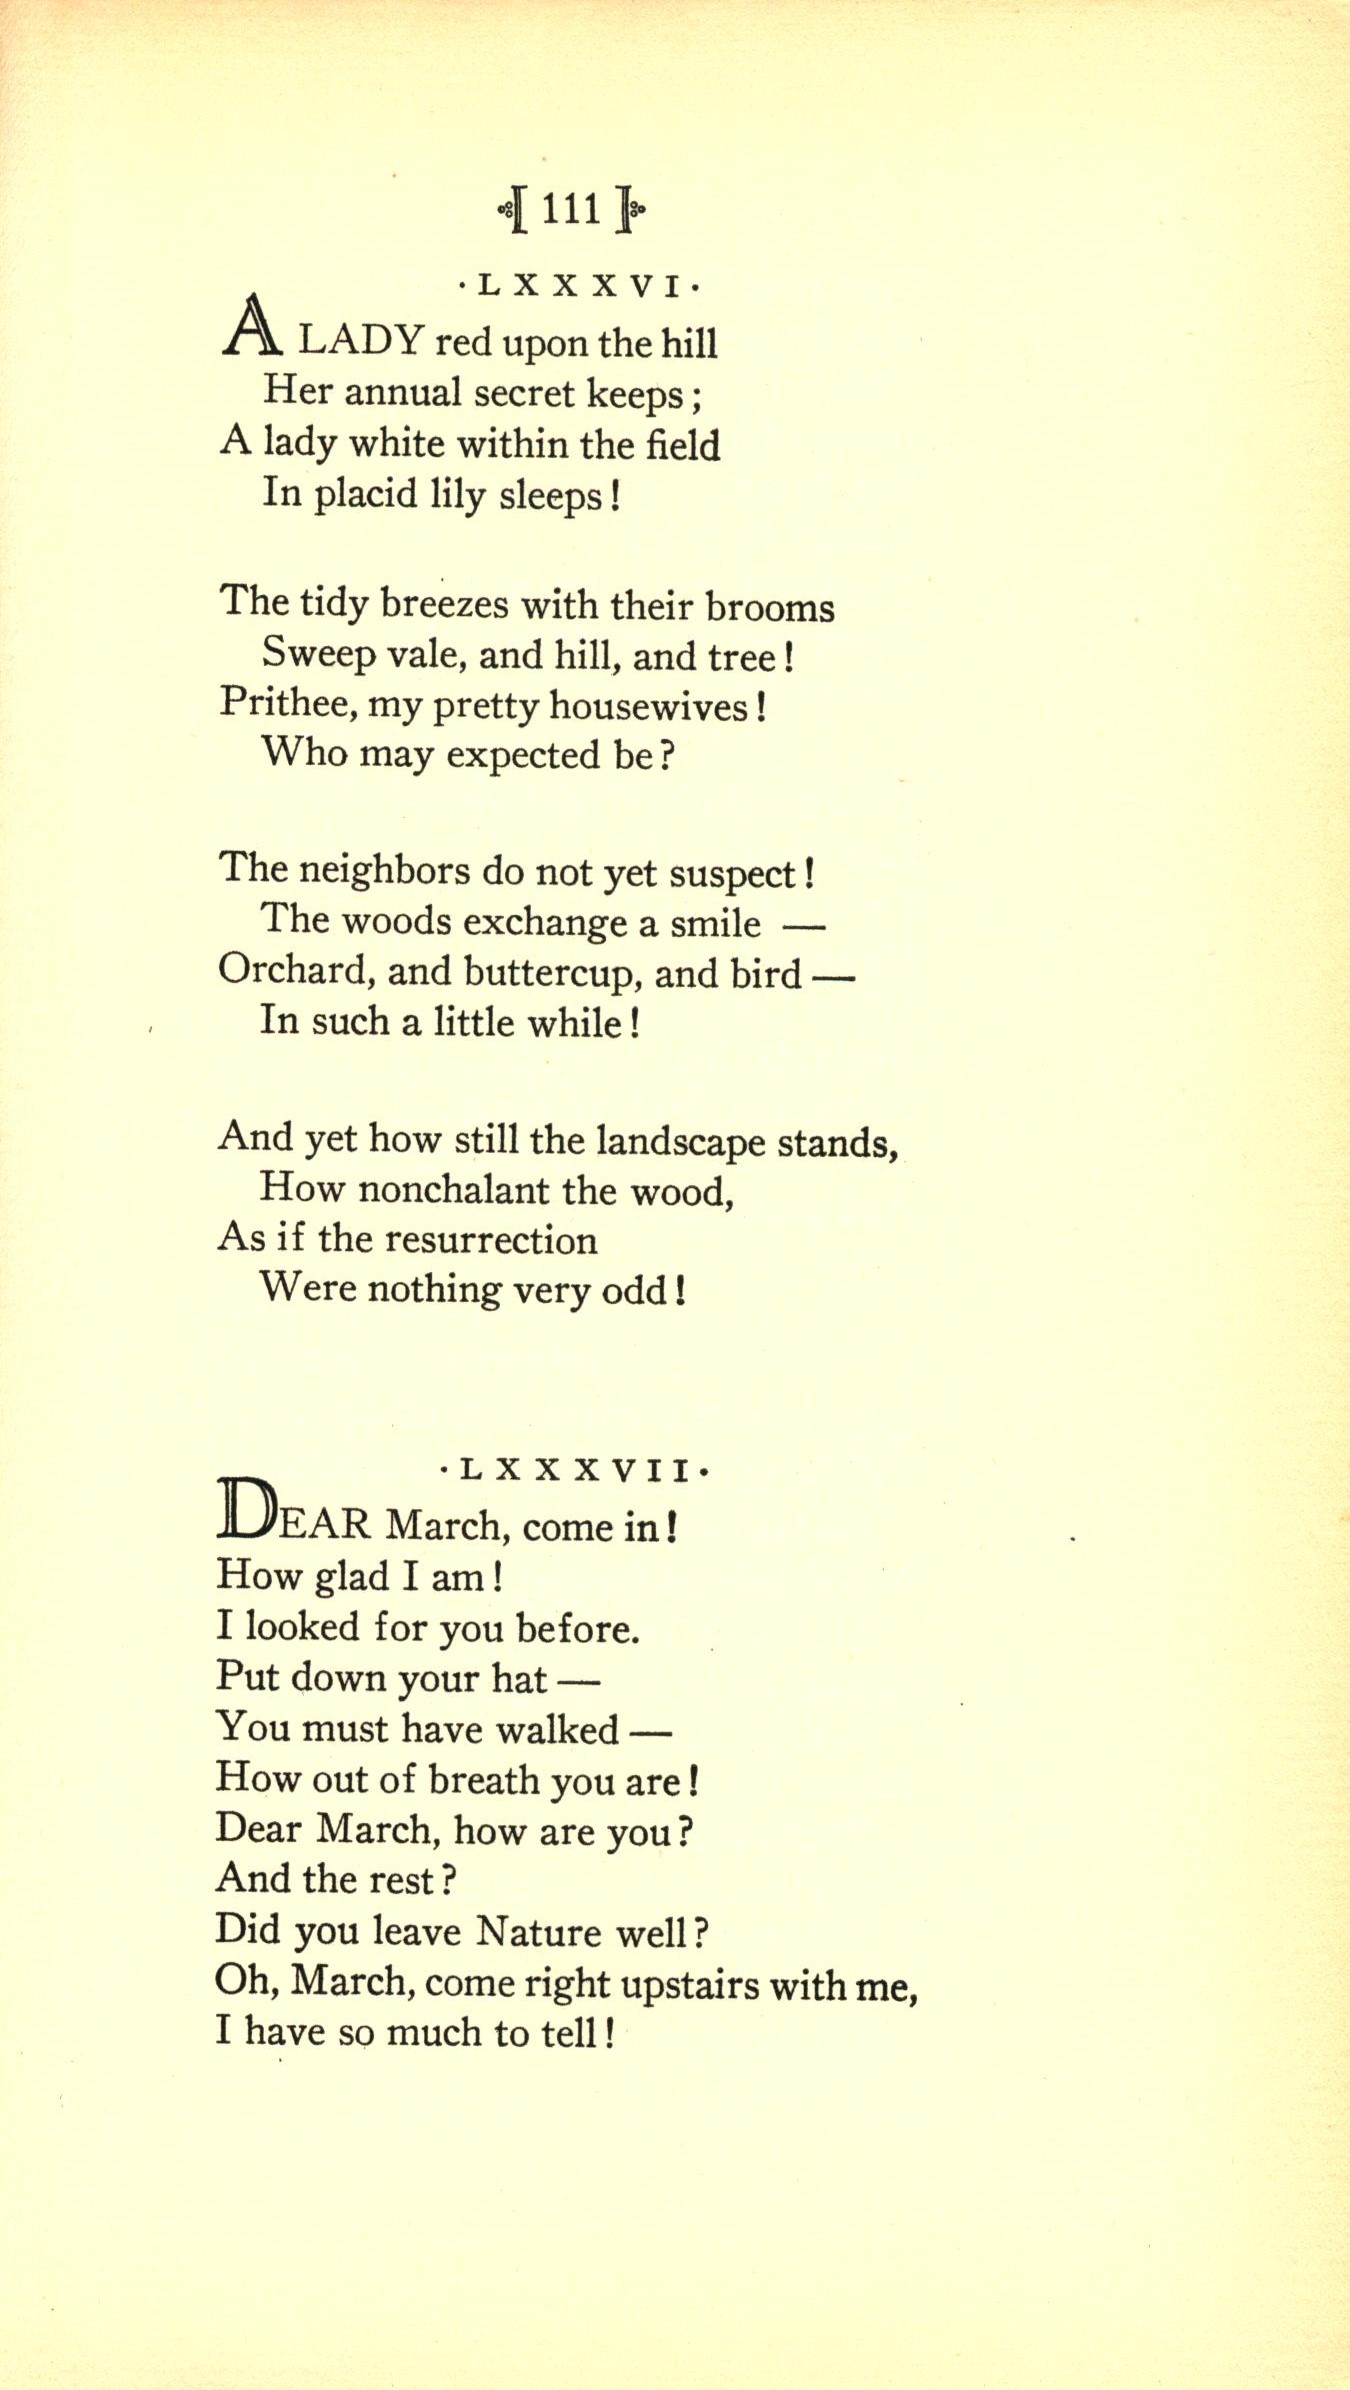 111
·LXXXVI·
A LADY red upon the hill
Her annual secret keeps;
A lady white within the field
In placid lily sleeps!
The tidy breezes with their brooms
Sweep vale, and hill, and tree!
Prithee, my pretty housewives!
Who may expected be?
The neighbors do not yet suspect!
The woods exchange a smile —
Orchard, and buttercup, and bird —
In such a little while!
And yet how still the landscape stands,
How nonchalant the wood,
As if the resurrection
Were nothing very odd!
·LXXXVII·
DEAR March, come in!
How glad I am!
I looked for you before.
Put down your hat —
You must have walked —
How out of breath you are!
Dear March, how are you?
And the rest?
Did you leave Nature well?
Oh, March, come right upstairs with me,
I have so much to tell!